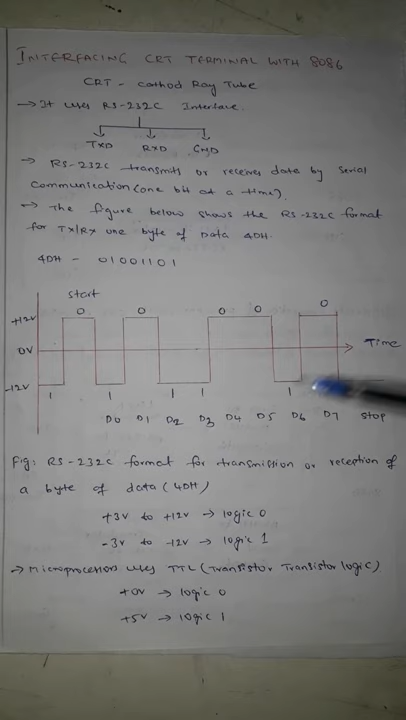 INTERFACING CRT TERMINAL WITH 8086
CRT - Cathod Ray Tube
→ It uses RS-232C Interface.
TXD RXD GND
→ RS-232C transmits or receives data by serial
Communication (one bit at a time).
→ The figure below shows the RS-232C format
for Tx/Rx one byte of Data 4DH.
4DH - 01001101
start
+12V 0 0 0 0 0
0V Time
-12V 1 1 1 1 1
D0 D1 D2 D3 D4 D5 D6 D7 stop
Fig: RS-232C format for transmission or reception of
a byte of data (4DH)
+3V to +12V → logic 0
-3V to -12V → logic 1
→ Microprocessors uses TTL (Transistor Transistor logic)
+0V → logic 0
+5V → logic 1